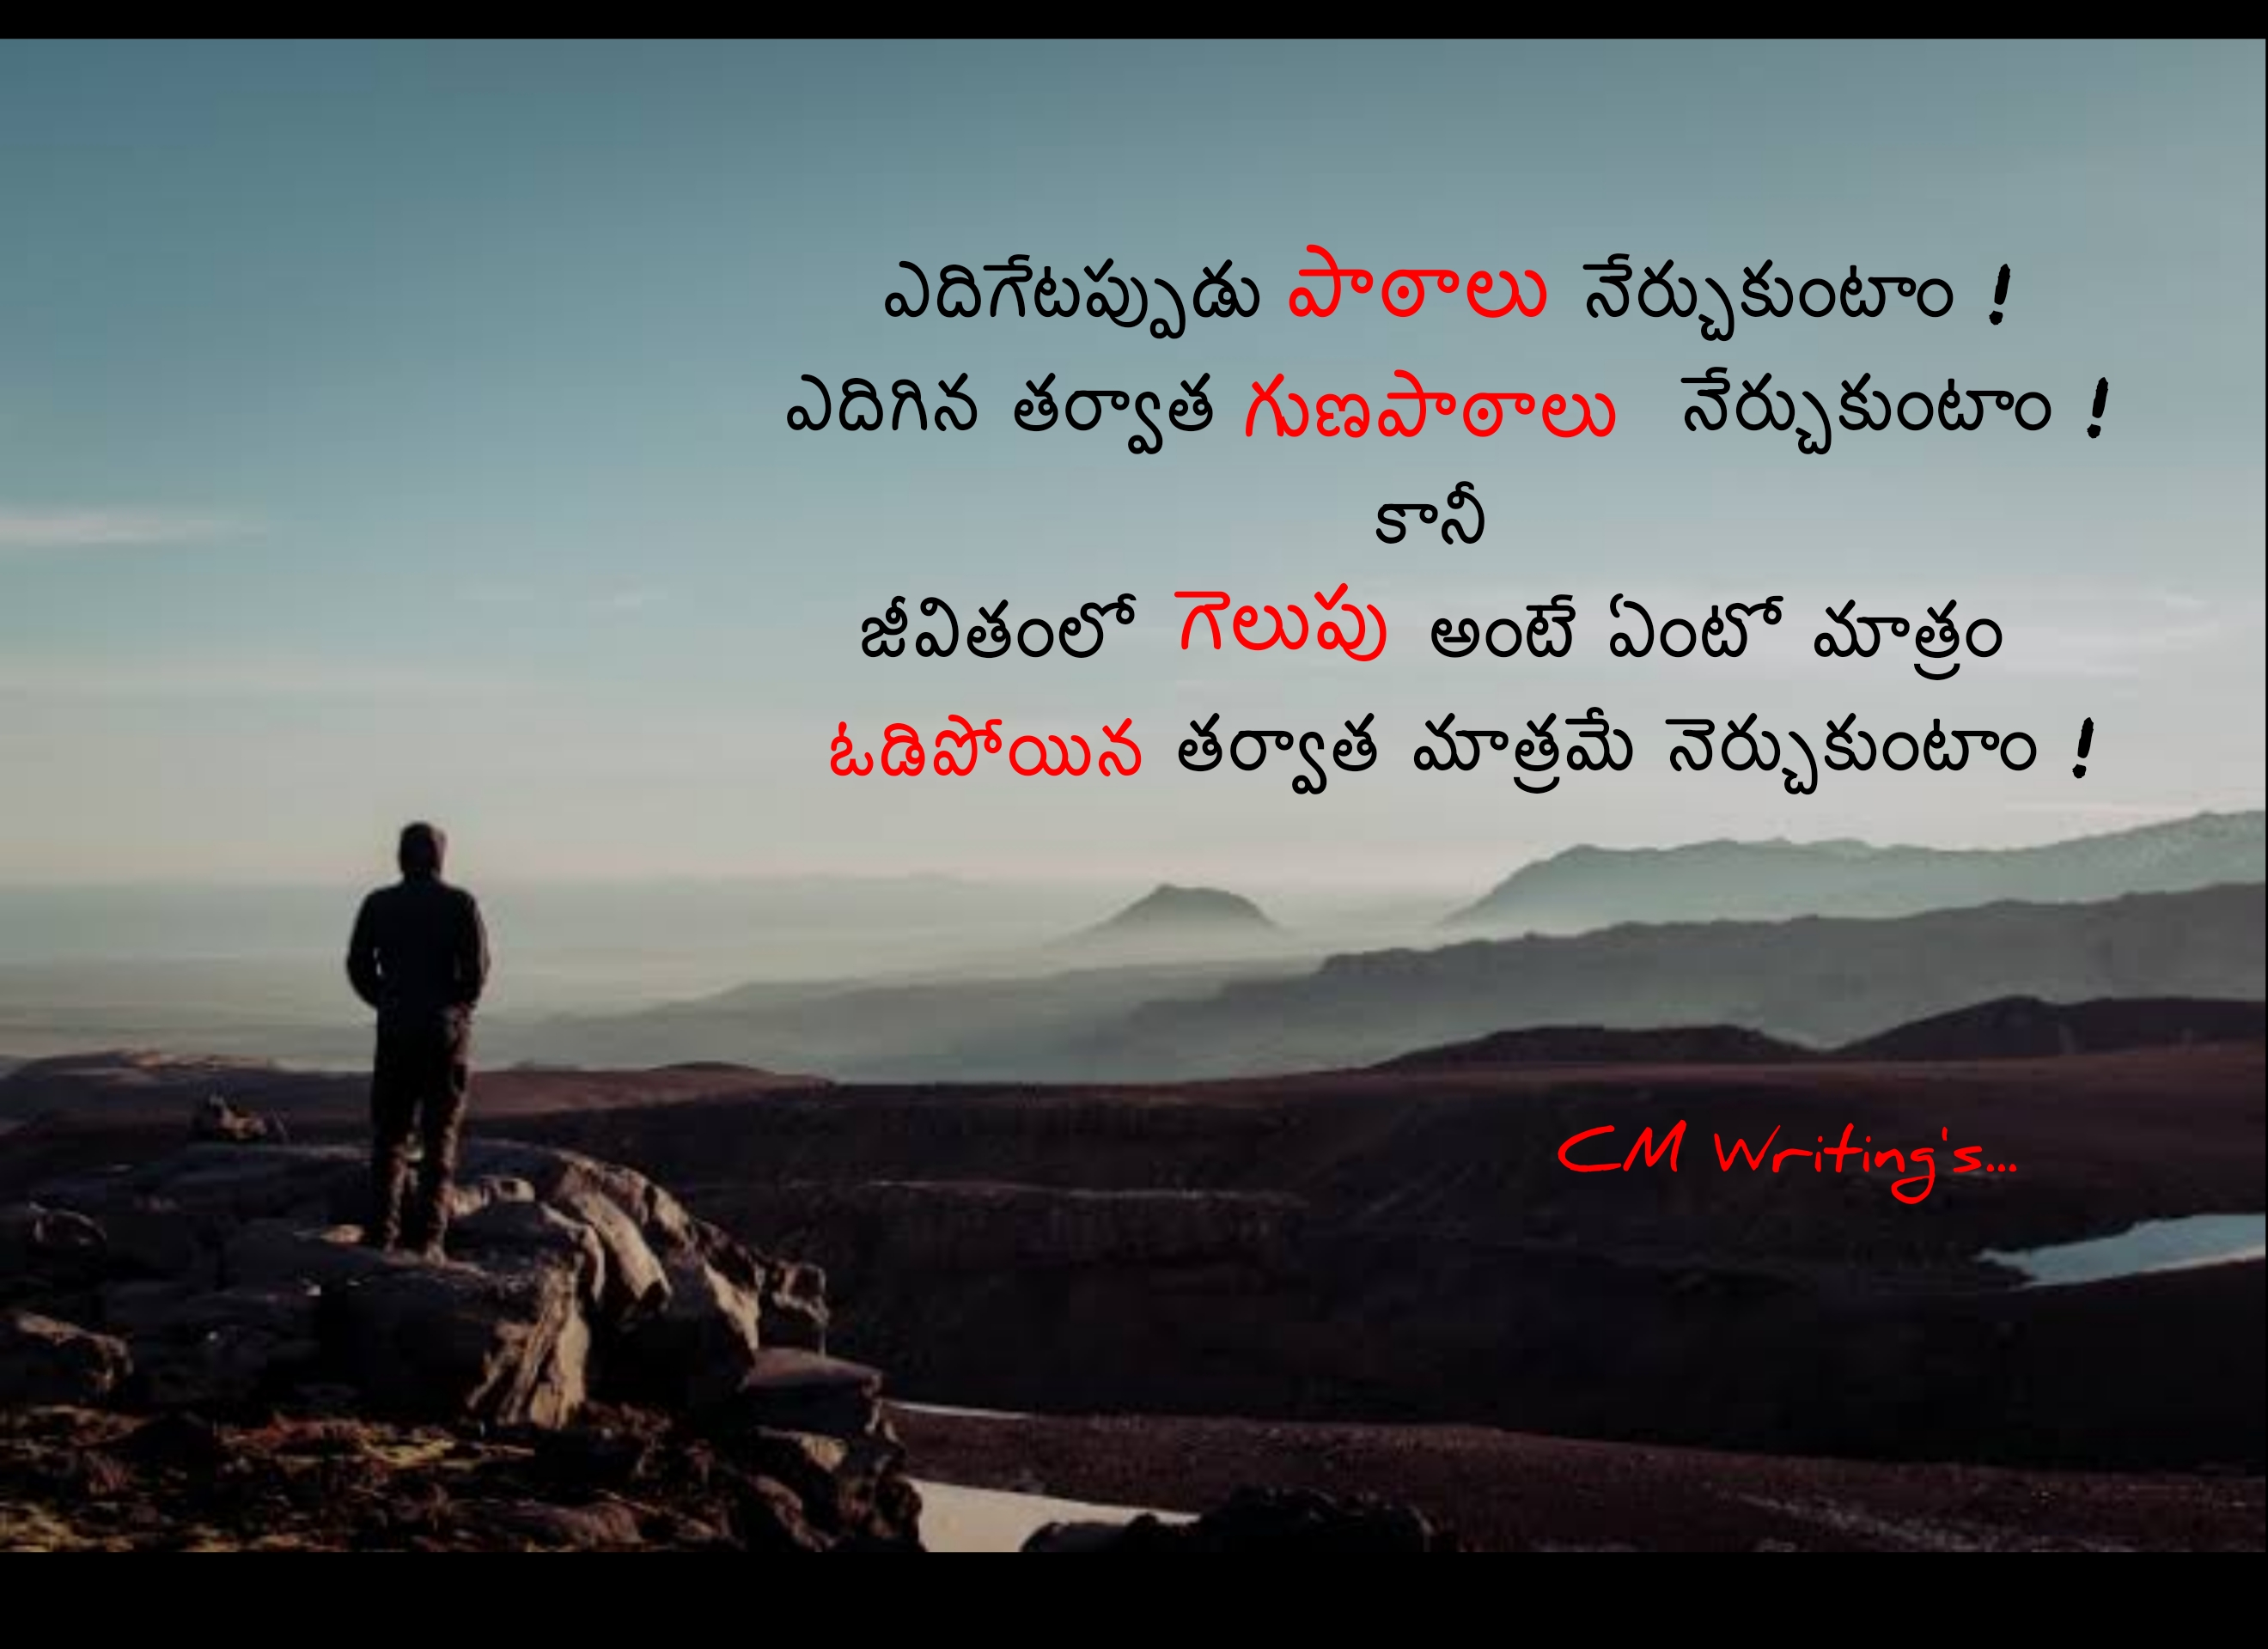 ఎదిగేటప్పుడు పాఠాలు నేర్చుకుంటాం !
ఎదిగిన తర్వాత గుణపాఠాలు నేర్చుకుంటాం !
కానీ
జీవితంలో గెలుపు అంటే ఏంటో మాత్రం
ఓడిపోయిన తర్వాత మాత్రమే నెర్చుకుంటాం !
CM Writing's...